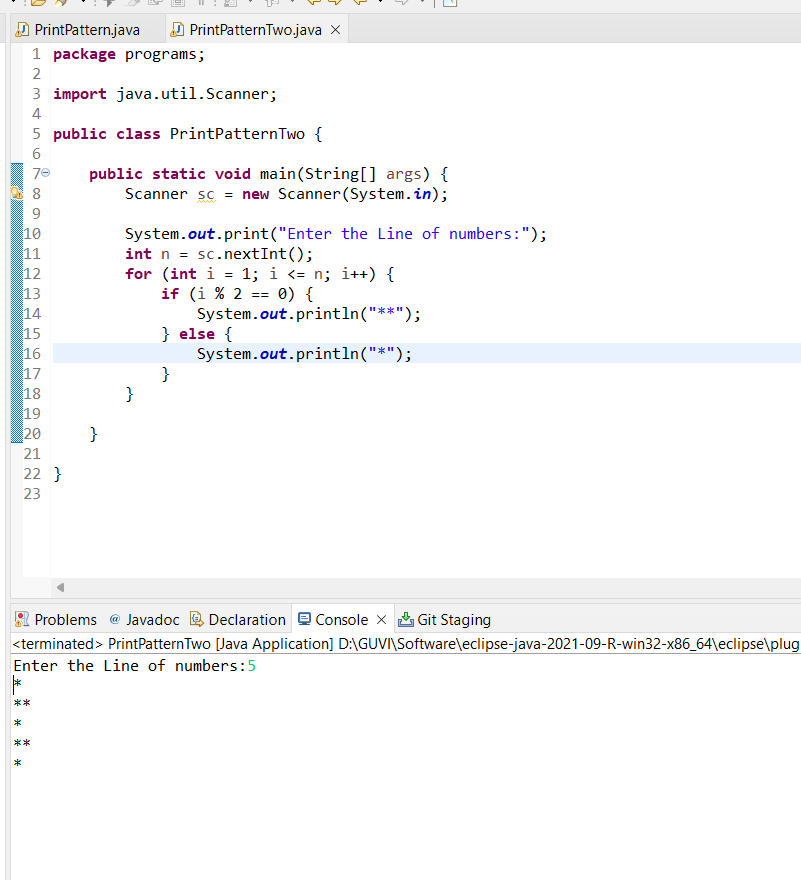 PrintPattern.java PrintPatternTwo.java
1 package programs;
2
3 import java.util.Scanner;
4
5 public class PrintPatternTwo {
6
7 public static void main(String[] args) {
8 Scanner sc = new Scanner(System.in);
9
10 System.out.print("Enter the Line of numbers:");
11 int n = sc.nextInt();
12 for (int i = 1; i <= n; i++) {
13 if (i % 2 == 0) {
14 System.out.println("**");
15 } else {
16 System.out.println("*");
17 }
18 }
19
20 }
21
22 }
23
Problems @ Javadoc Declaration Console Git Staging
<terminated> PrintPatternTwo [Java Application] D:\GUVI\Software\eclipse-java-2021-09-R-win32-x86_64\eclipse\plug
Enter the Line of numbers:5
*
**
*
**
*